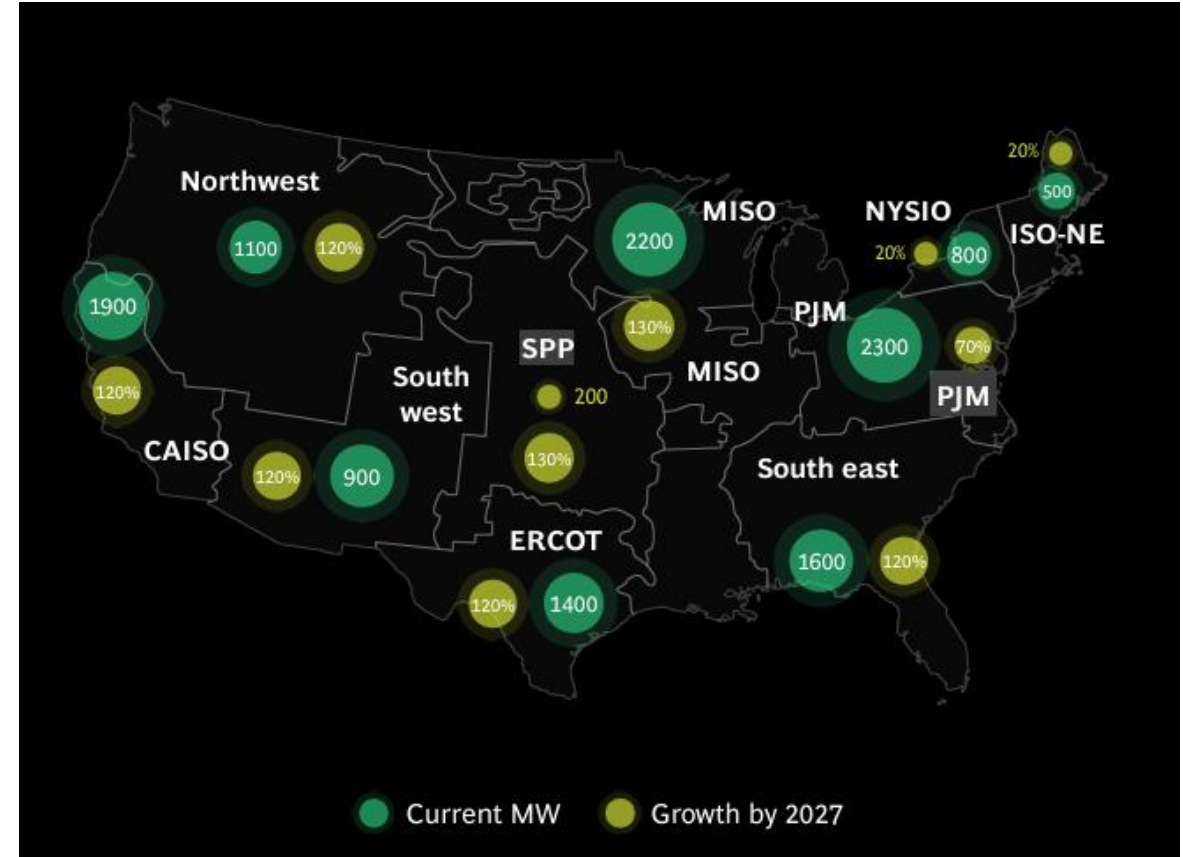 20%
500
Northwest
MISO
NYSIO
ISO-NE
1100
120%
2200
20%
800
1900
PJM
130%
2300
70%
SPP
MISO
South
west
120%
200
PJM
CAISO
130%
South east
120%
900
ERCOT
1600
120%
120%
1400
Current MW
Growth by 2027